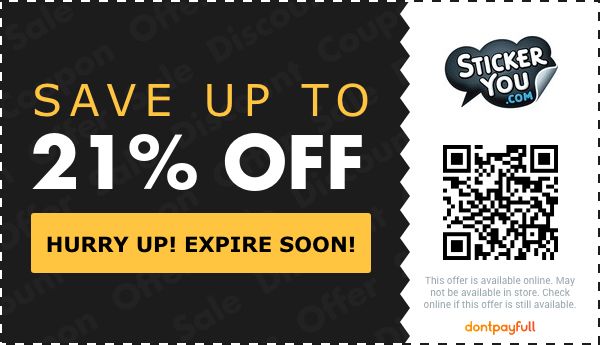 SAVE UP TO
21% OFF
HURRY UP! EXPIRE SOON!
STICKER
YOU
.COM
This offer is available online. May
not be available in store. Check
online if this offer is still available.
dontpayfull